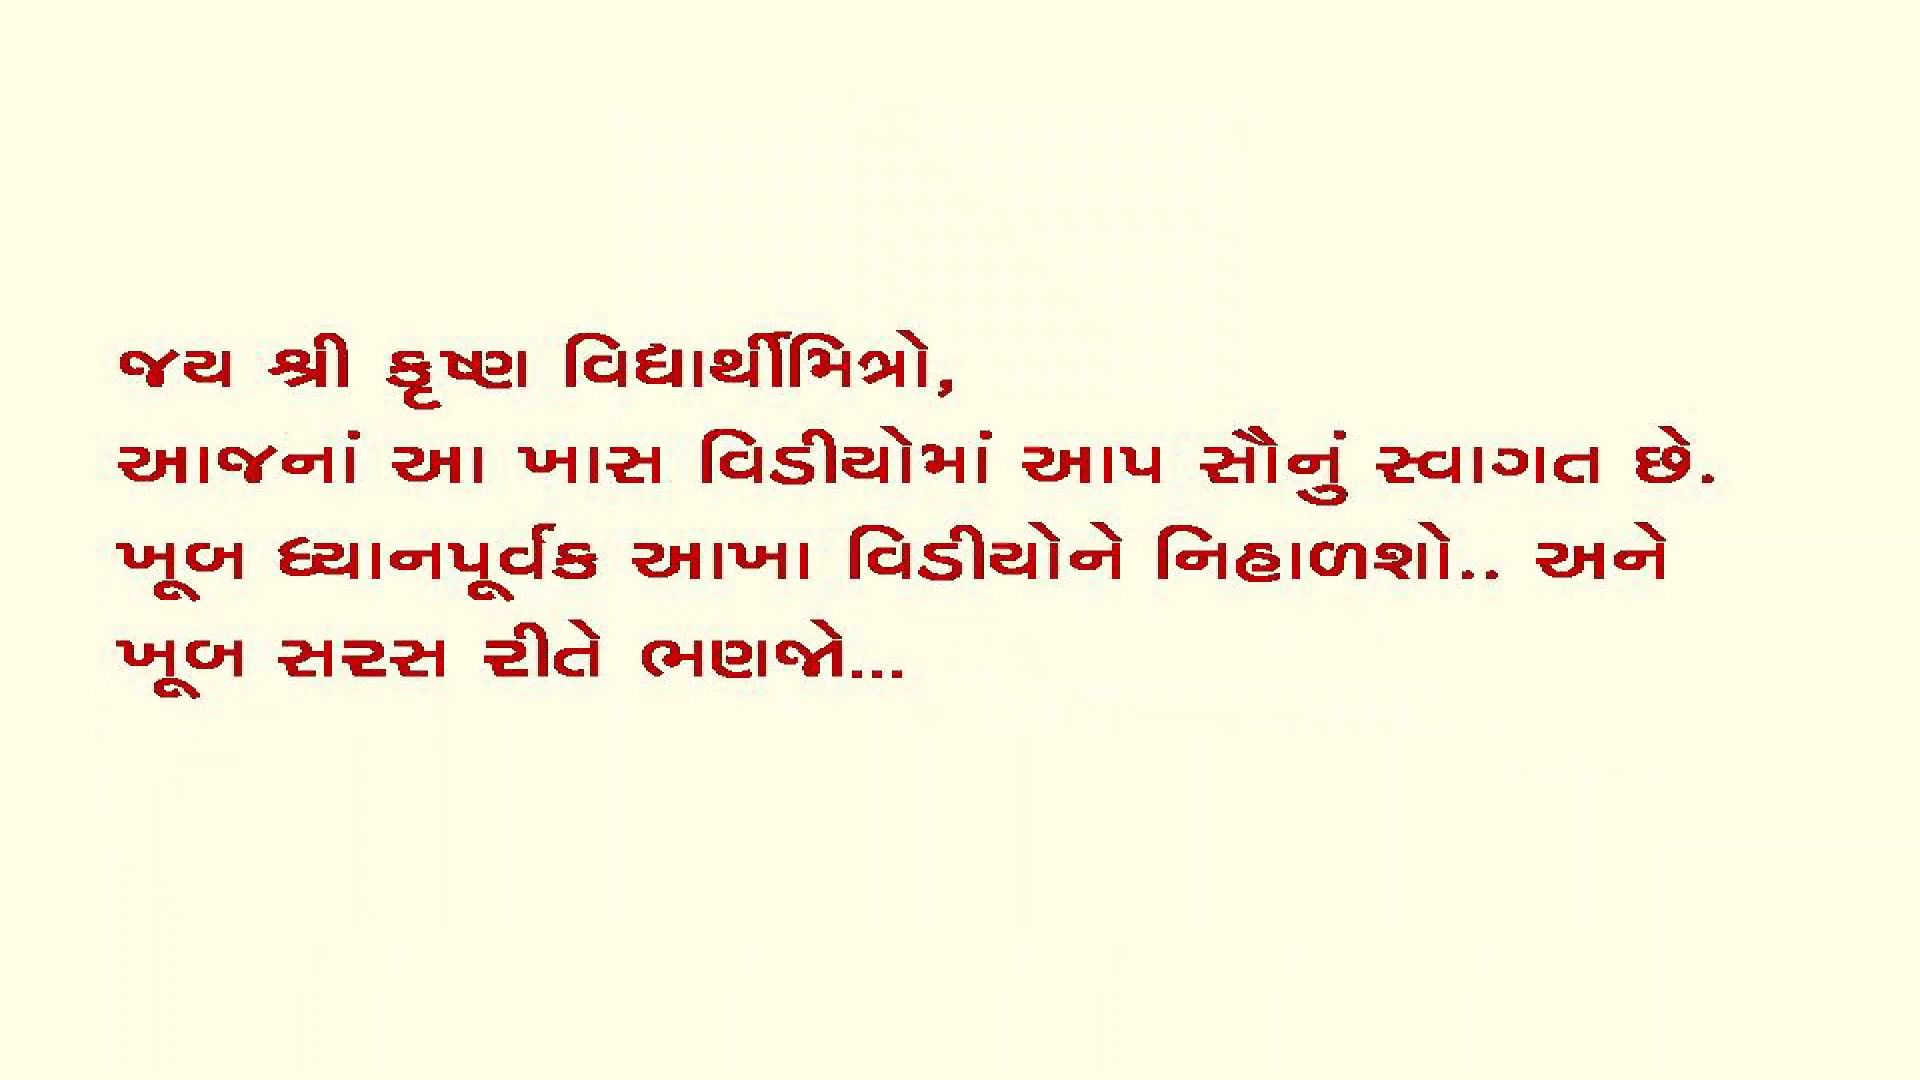 જય શ્રી કૃષ્ણ વિદ્યાર્થીમિત્રો,
આજનાં આ ખાસ વિડીયોમાં આપ સૌનું સ્વાગત છે.
ખૂબ ધ્યાનપૂર્વક આખા વિડીયોને નિહાળશો.. અને
ખૂબ સરસ રીતે ભણજો...